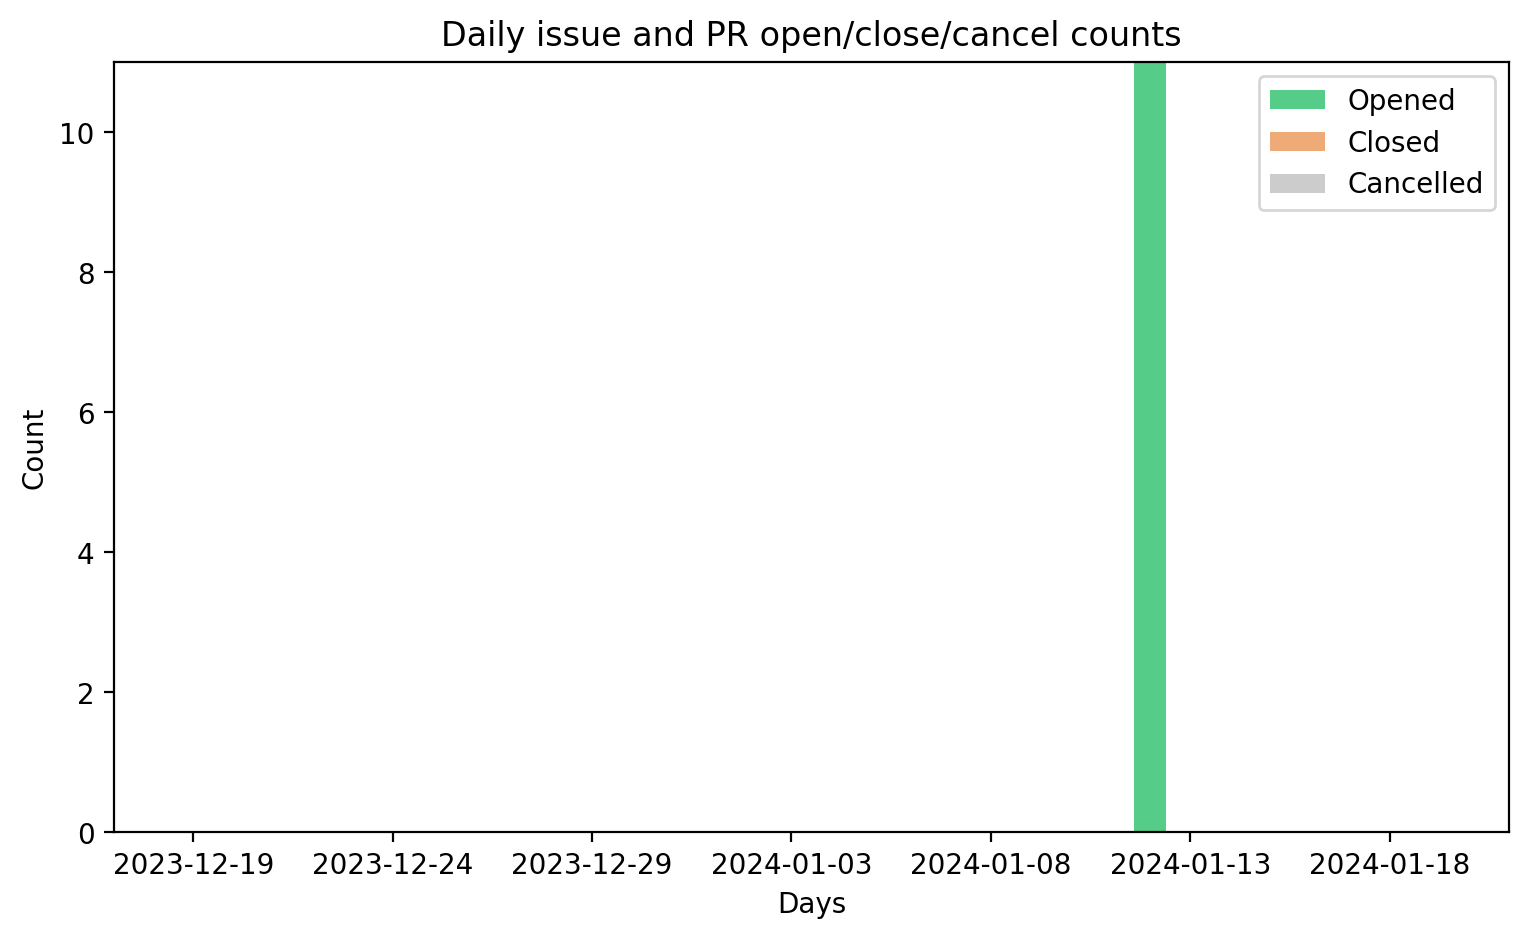 Daily issue and PR open/close/cancel counts
Opened
Closed
Cancelled
10
8
6
4
2
0
Count
2023-12-19
2023-12-24
2023-12-29
2024-01-03
2024-01-08
2024-01-13
2024-01-18
Days